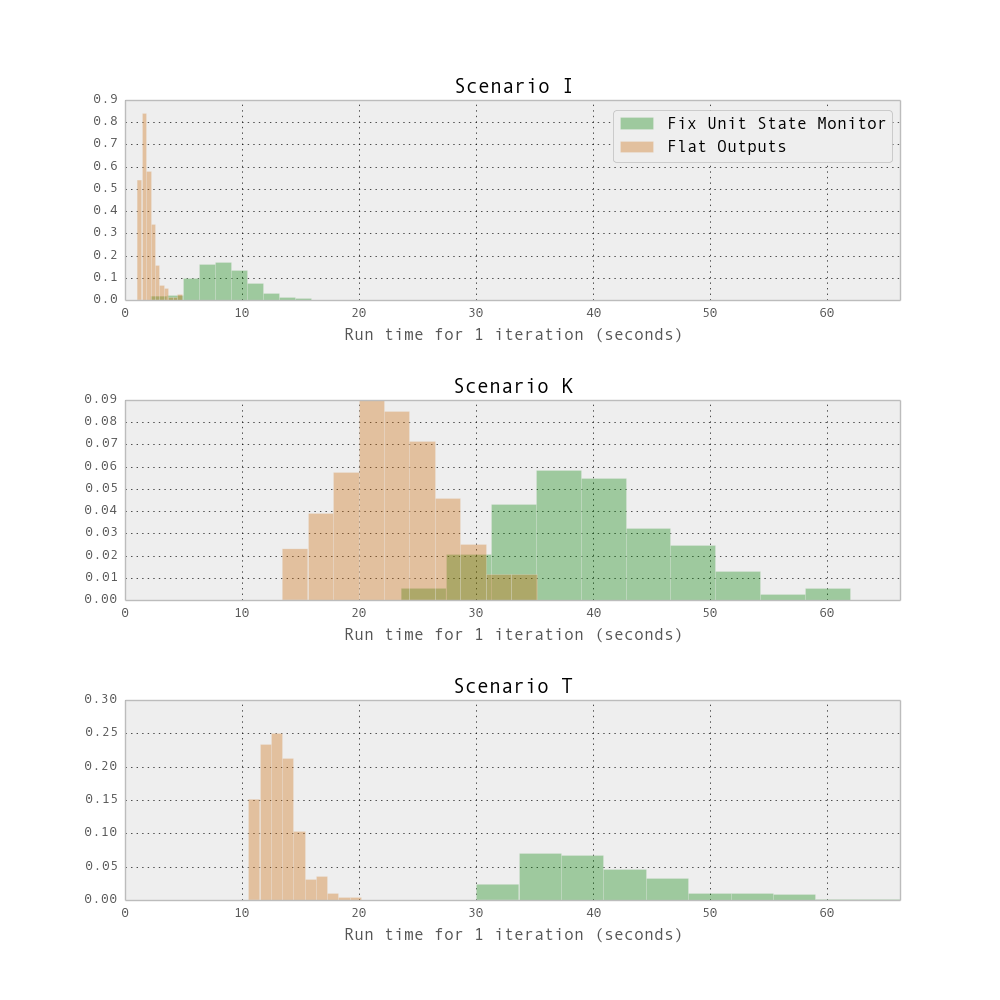 Scenario I
0.9
0.8
0.7
0.6
0.5
0.4
0.3
0.2
0.1
0.0
Fix Unit State Monitor
Flat Outputs
0 10 20 30 40 50 60
Run time for 1 iteration (seconds)
Scenario K
0.09
0.08
0.07
0.06
0.05
0.04
0.03
0.02
0.01
0.00
0 10 20 30 40 50 60
Run time for 1 iteration (seconds)
Scenario T
0.30
0.25
0.20
0.15
0.10
0.05
0.00
0 10 20 30 40 50 60
Run time for 1 iteration (seconds)